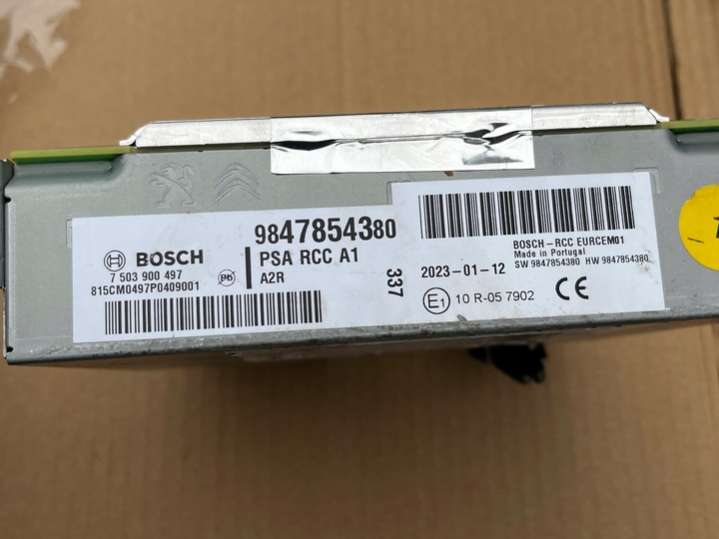 BOSCH
7 503 900 497
815CM0497P0409001
Pb
9847854380
PSA RCC A1
A2R
337
BOSCH-RCC EURCEM01
Made in Portugal
2023-01-12
SW 9847854380 HW 9847854380
E1 10 R-05 7902
CE